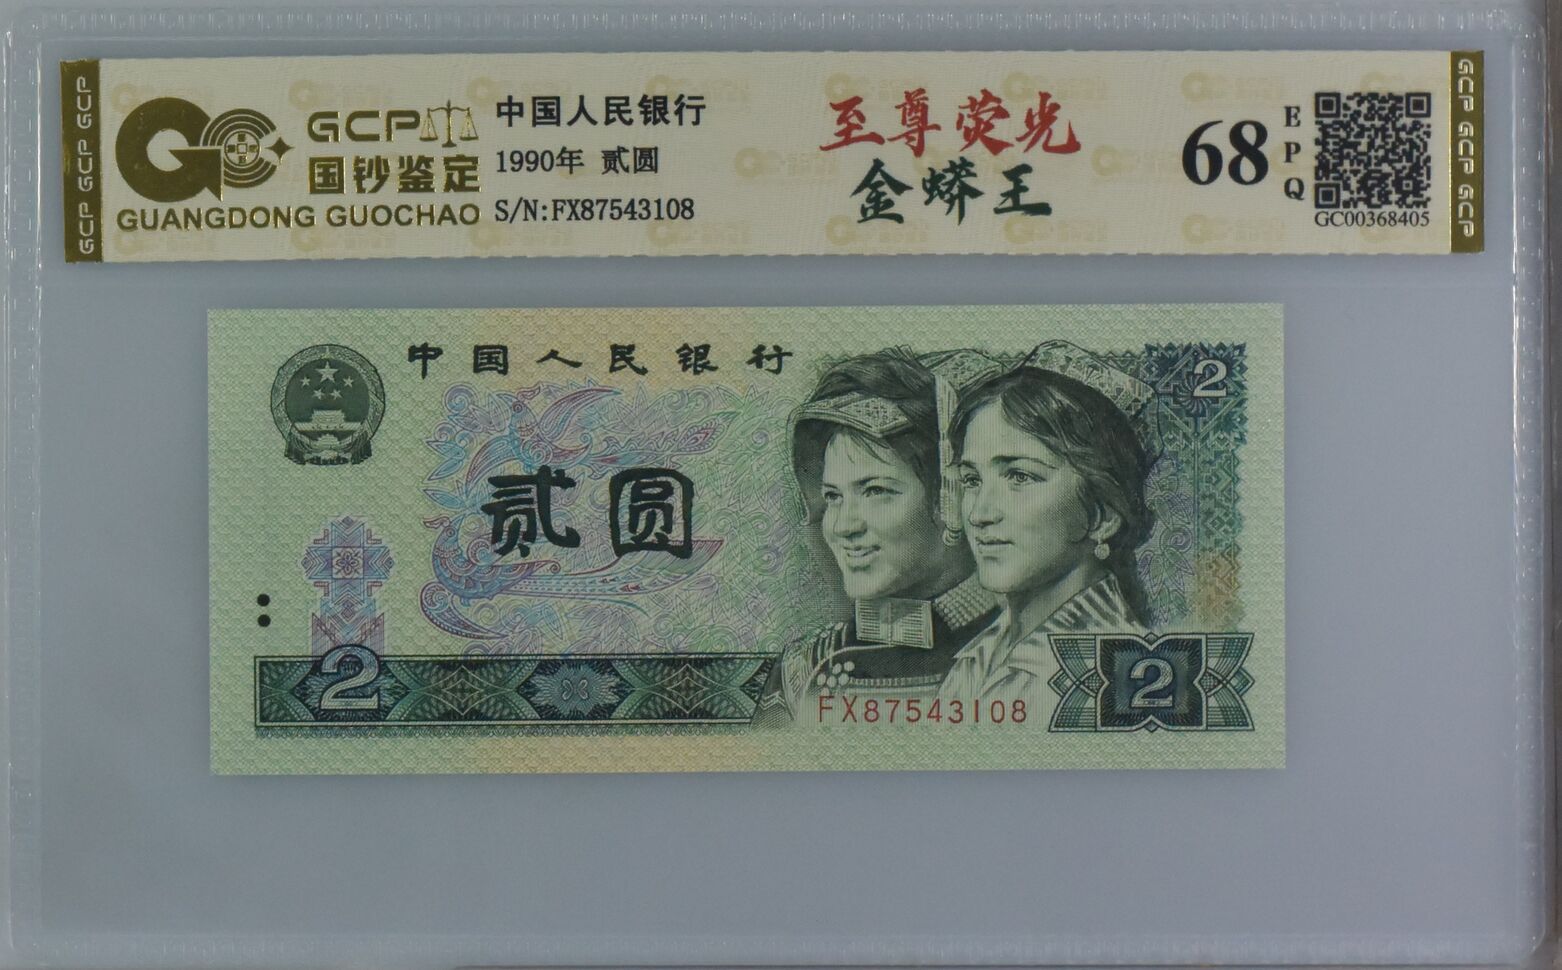 GCP GCP GCP
GCP
国钞鉴定
GUANGDONG GUOCHAO
中国人民银行
1990年 贰圆
S/N:FX87543108
至尊荧光
金蟒王
68
EPQ
GC00368405
GCP GCP GCP
中国人民银行
2
贰圆
2
2
FX87543108